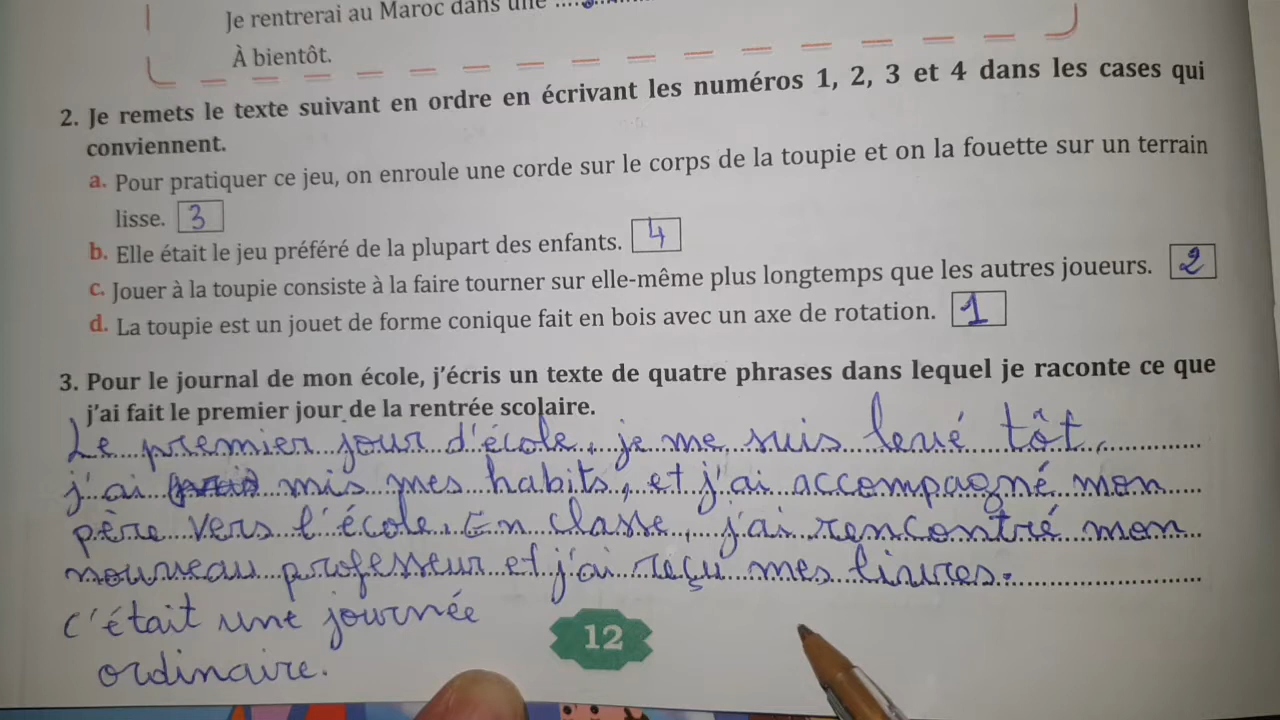 Je rentrerai au Maroc dans une
À bientôt.
2. Je remets le texte suivant en ordre en écrivant les numéros 1, 2, 3 et 4 dans les cases qui
conviennent.
a. Pour pratiquer ce jeu, on enroule une corde sur le corps de la toupie et on la fouette sur un terrain
lisse. 3
b. Elle était le jeu préféré de la plupart des enfants. 4
c. Jouer à la toupie consiste à la faire tourner sur elle-même plus longtemps que les autres joueurs. 2
d. La toupie est un jouet de forme conique fait en bois avec un axe de rotation. 1
3. Pour le journal de mon école, j'écris un texte de quatre phrases dans lequel je raconte ce que
j'ai fait le premier jour de la rentrée scolaire.
Le premier jour d'école, je me suis levé tôt,
j'ai mis mes habits, et j'ai accompagné mon
père vers l'école. En classe, j'ai rencontré mon
nouveau professeur et j'ai reçu mes livres.
c'était une journée
ordinaire.
12